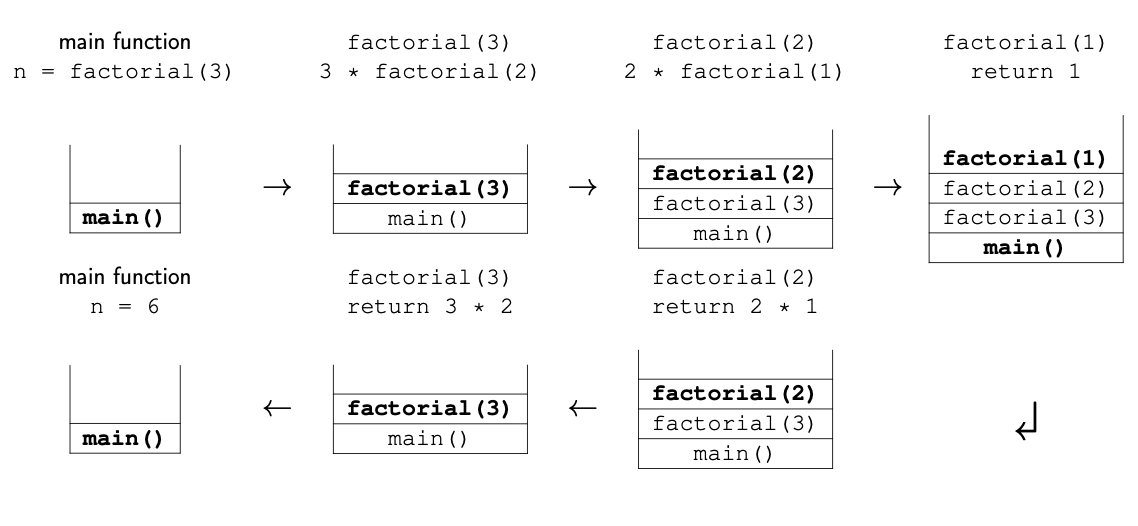 main function
n = factorial(3)
factorial(3)
3 * factorial(2)
factorial(2)
2 * factorial(1)
factorial(1)
return 1
main()
factorial(3)
main()
factorial(2)
factorial(3)
main()
factorial(1)
factorial(2)
factorial(3)
main()
main function
n = 6
factorial(3)
return 3 * 2
factorial(2)
return 2 * 1
main()
factorial(3)
main()
factorial(2)
factorial(3)
main()